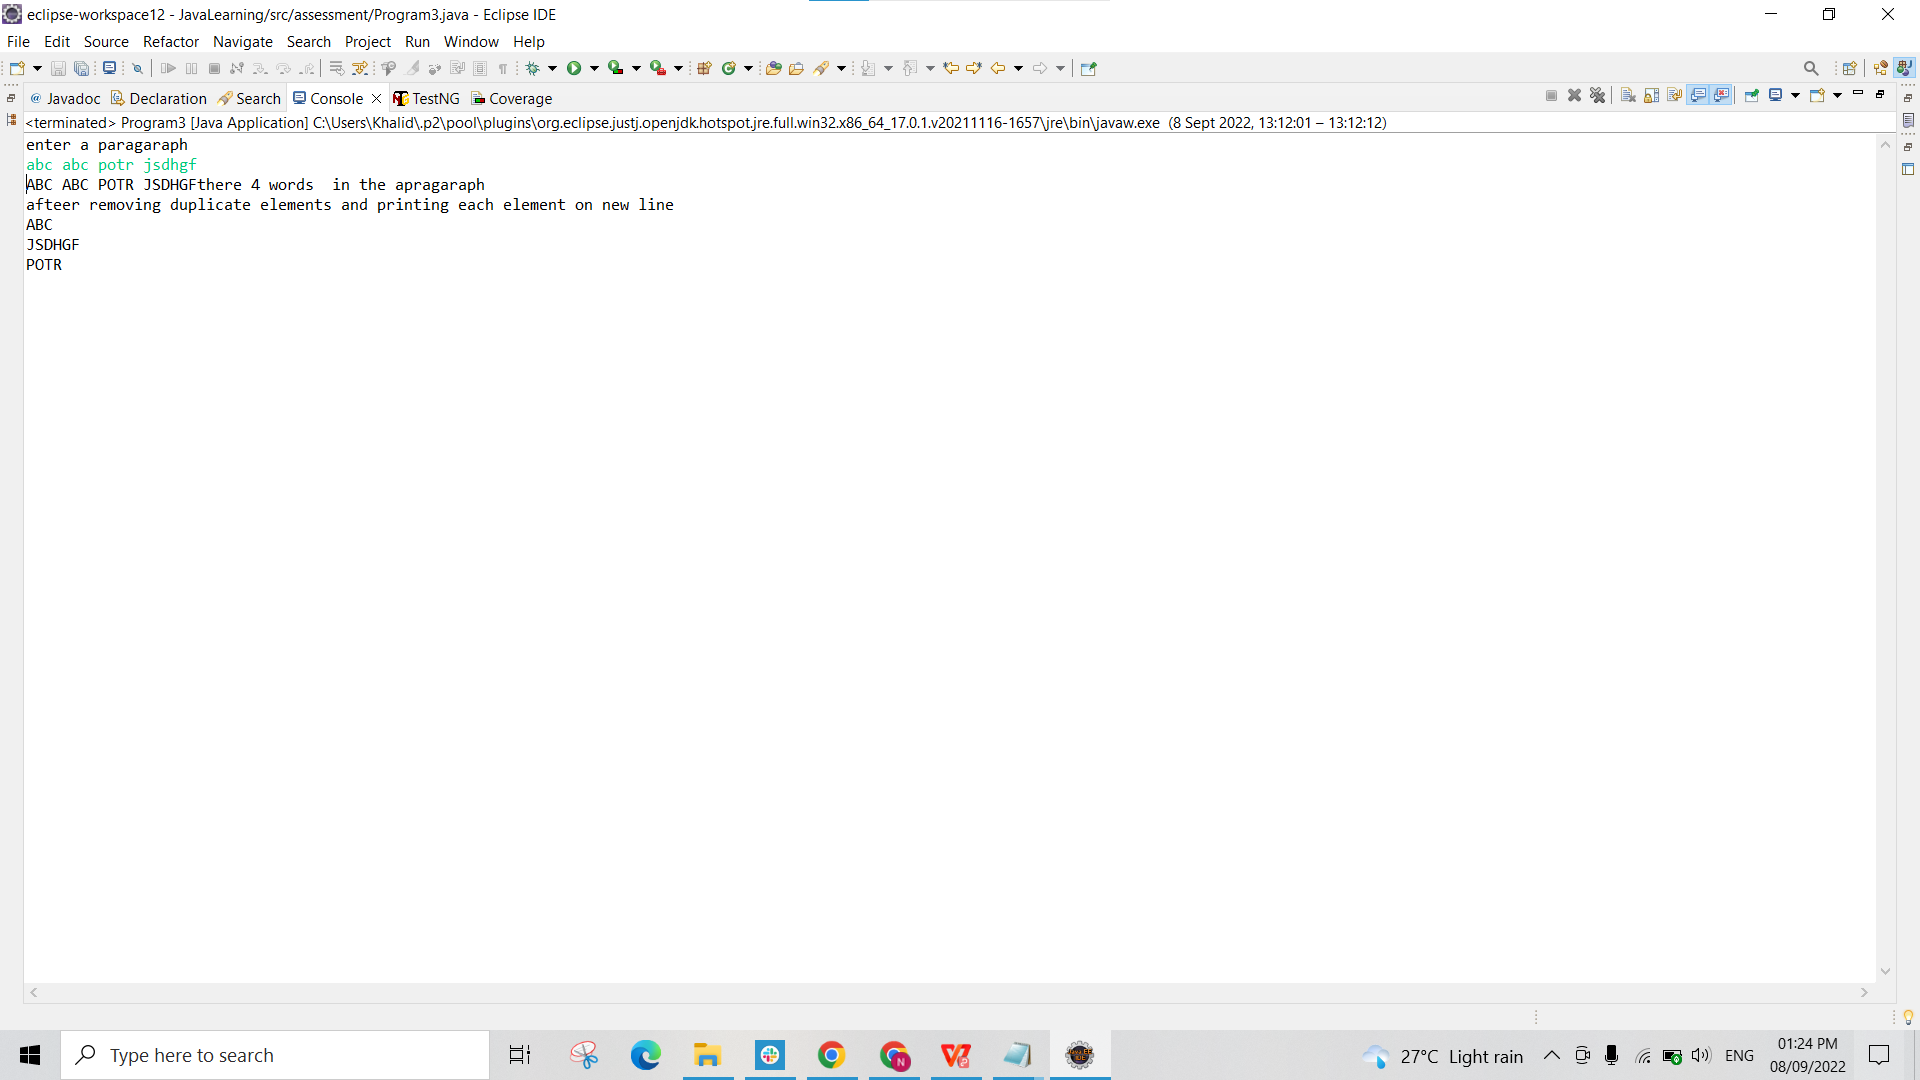 eclipse-workspace12 - JavaLearning/src/assessment/Program3.java - Eclipse IDE
File Edit Source Refactor Navigate Search Project Run Window Help
@ Javadoc Declaration Search Console TestNG Coverage
<terminated> Program3 [Java Application] C:\Users\Khalid\.p2\pool\plugins\org.eclipse.justj.openjdk.hotspot.jre.full.win32.x86_64_17.0.1.v20211116-1657\jre\bin\javaw.exe (8 Sept 2022, 13:12:01 – 13:12:12)
enter a paragaraph
abc abc potr jsdhgf
ABC ABC POTR JSDHGFthere 4 words  in the apragaraph
afteer removing duplicate elements and printing each element on new line
ABC
JSDHGF
POTR
Type here to search
27°C Light rain
ENG
01:24 PM
08/09/2022